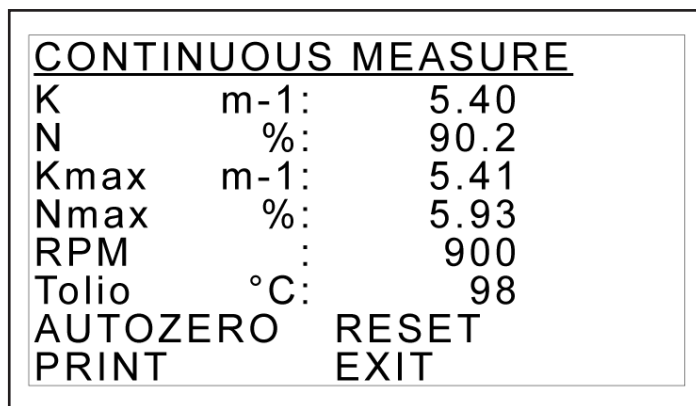 CONTINUOUS MEASURE
K m-1: 5.40
N %: 90.2
Kmax m-1: 5.41
Nmax %: 5.93
RPM : 900
Tolio °C: 98
AUTOZERO RESET
PRINT EXIT